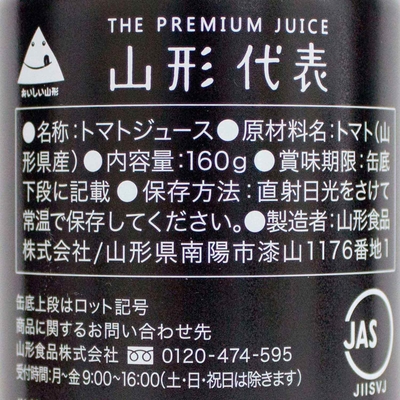 THE PREMIUM JUICE
山形代表
おいしい山形
●名称:トマトジュース●原材料名:トマト(山
形県産)●内容量:160g●賞味期限:缶底
下段に記載●保存方法:直射日光をさけて
常温で保存してください。●製造者:山形食品
株式会社/山形県南陽市漆山1176番地1
缶底上段はロット記号
商品に関するお問い合わせ先
山形食品株式会社 0120-474-595
受付時間:月~金9:00~16:00(土・日・祝日は除きます)
JAS
JIISVJ